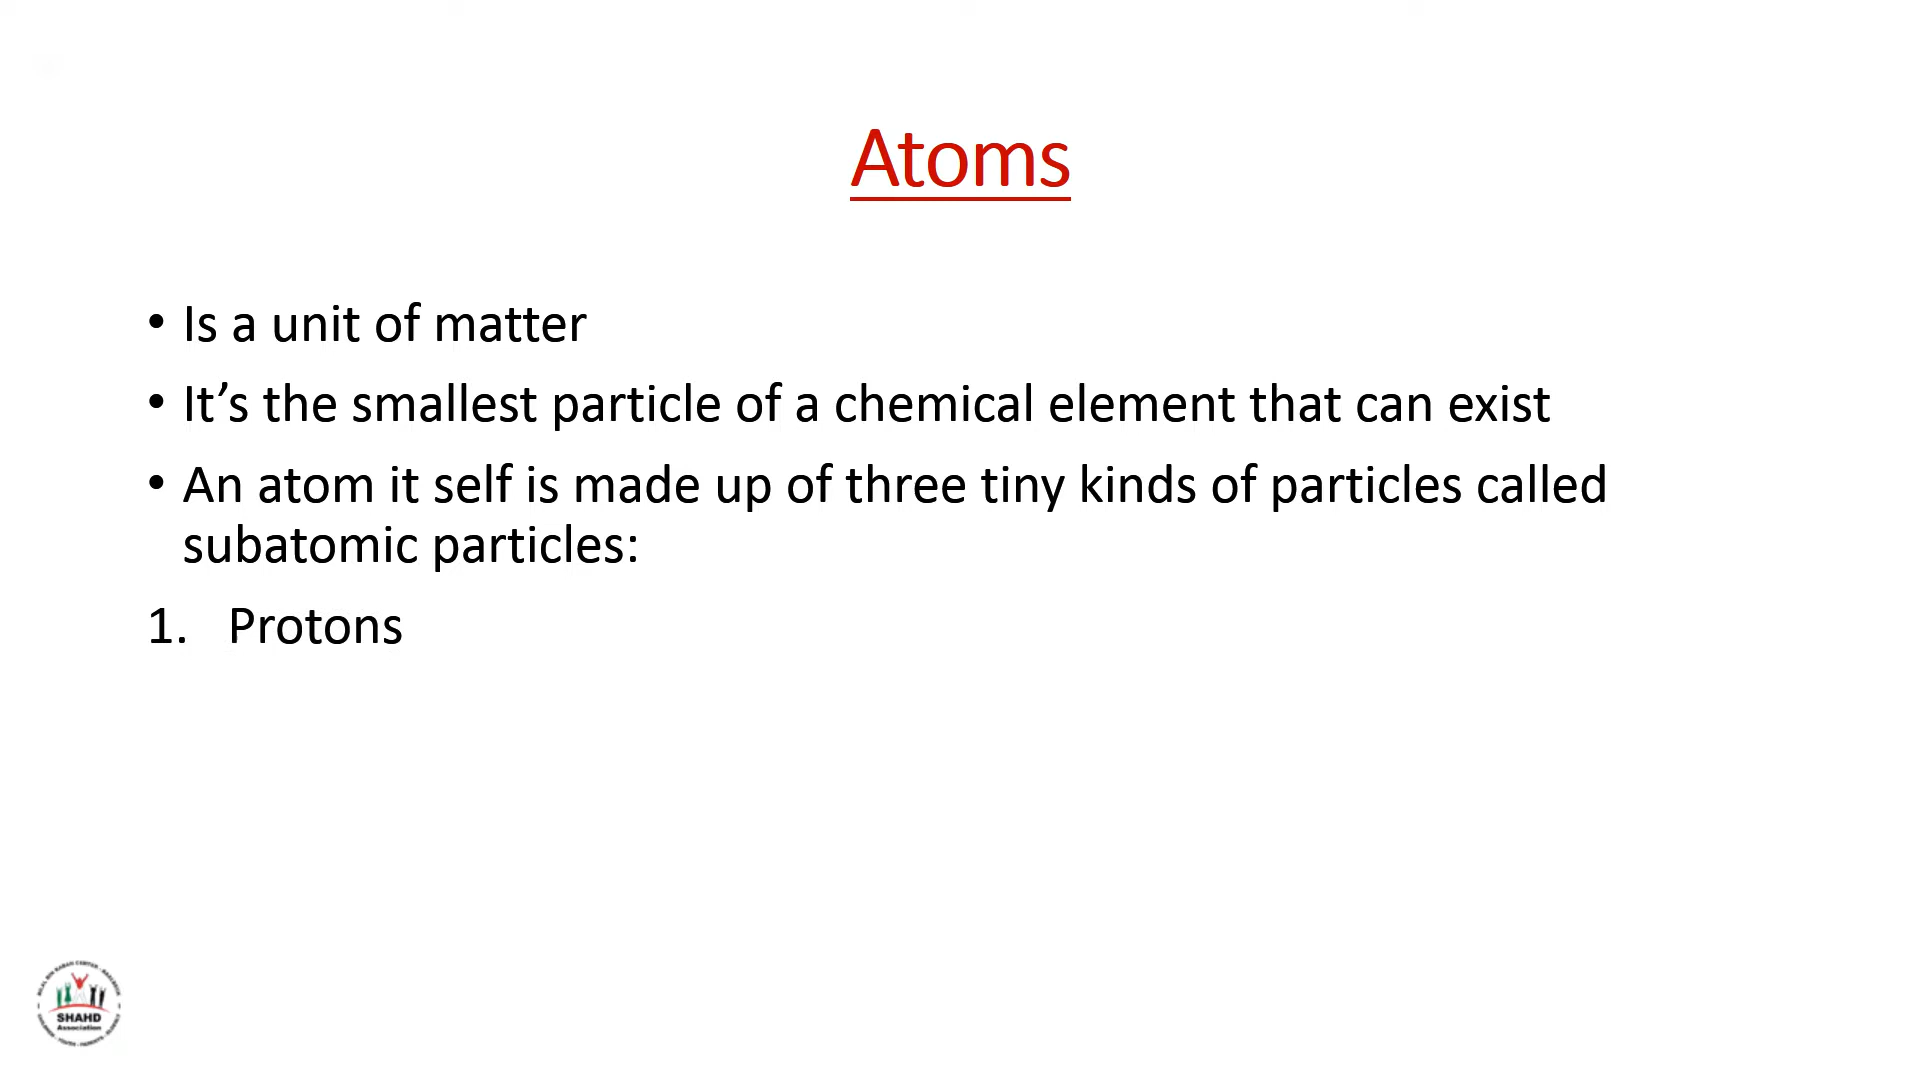 Atoms
• Is a unit of matter
• It’s the smallest particle of a chemical element that can exist
• An atom it self is made up of three tiny kinds of particles called
subatomic particles:
1. Protons
SHAHD
Association